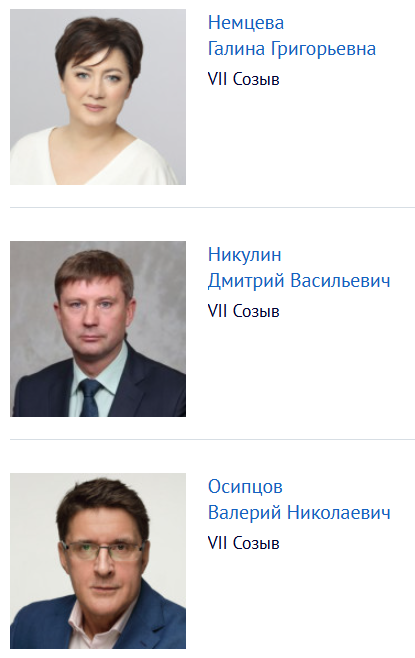 Немцева
Галина Григорьевна
VII Созыв
Никулин
Дмитрий Васильевич
VII Созыв
Осипцов
Валерий Николаевич
VII Созыв